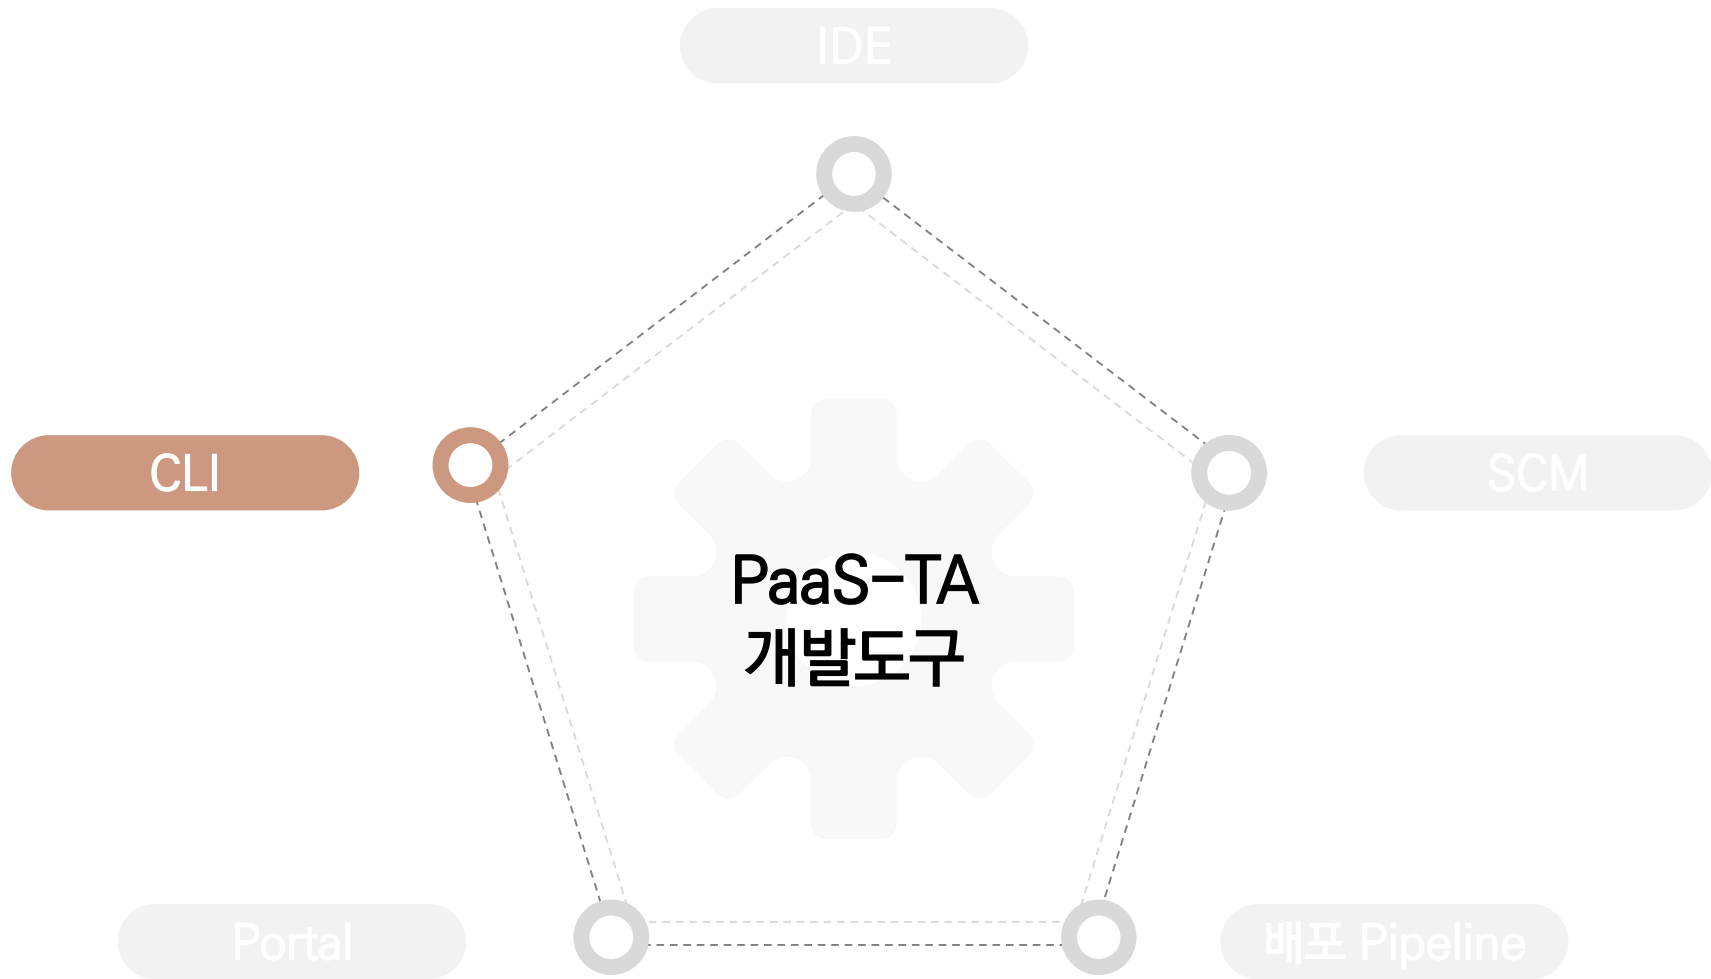 IDE
CLI
SCM
PaaS-TA
개발도구
Portal
배포 Pipeline